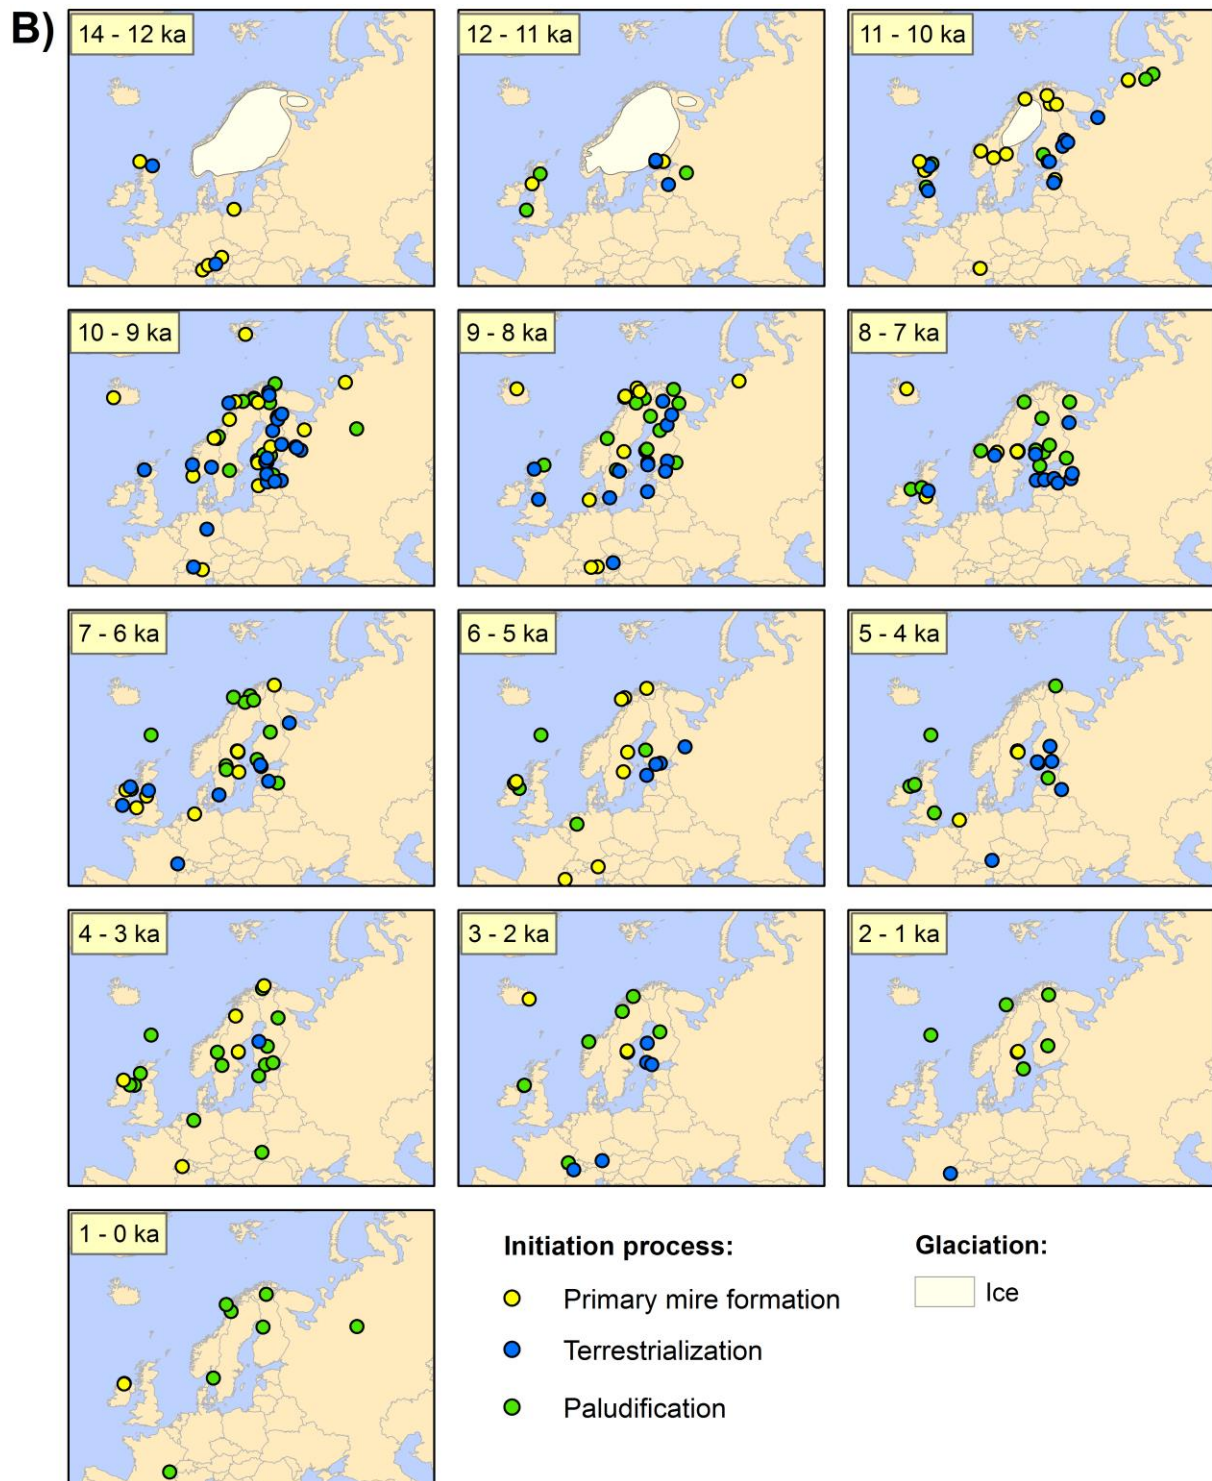 B)
14 - 12 ka
12 - 11 ka
11 - 10 ka
10 - 9 ka
9 - 8 ka
8 - 7 ka
7 - 6 ka
6 - 5 ka
5 - 4 ka
4 - 3 ka
3 - 2 ka
2 - 1 ka
1 - 0 ka
Initiation process:
Primary mire formation
Terrestrialization
Paludification
Glaciation:
Ice